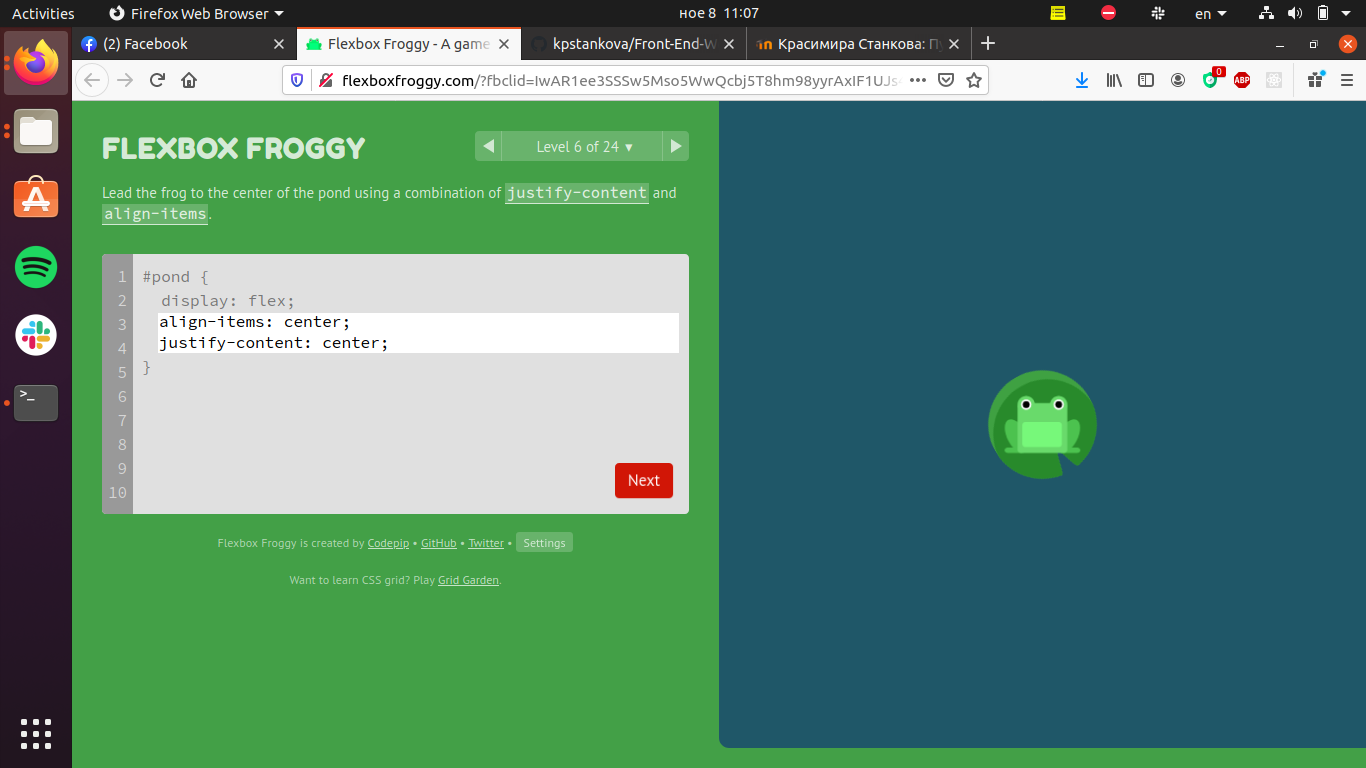 Activities
Firefox Web Browser
ное 8 11:07
en
(2) Facebook
Flexbox Froggy - A game
kpstankova/Front-End-W
Красимира Станкова: П
flexboxfroggy.com/?fbclid=IwAR1ee3SSSw5Mso5WwQcbj5T8hm98yyrAxIF1UJs
0
ABP
FLEXBOX FROGGY
Level 6 of 24
Lead the frog to the center of the pond using a combination of justify-content and
align-items.
1 #pond {
2 display: flex;
3 align-items: center;
4 justify-content: center;
5 }
6
7
8
9
10
Next
Flexbox Froggy is created by Codepip • GitHub • Twitter • Settings
Want to learn CSS grid? Play Grid Garden.